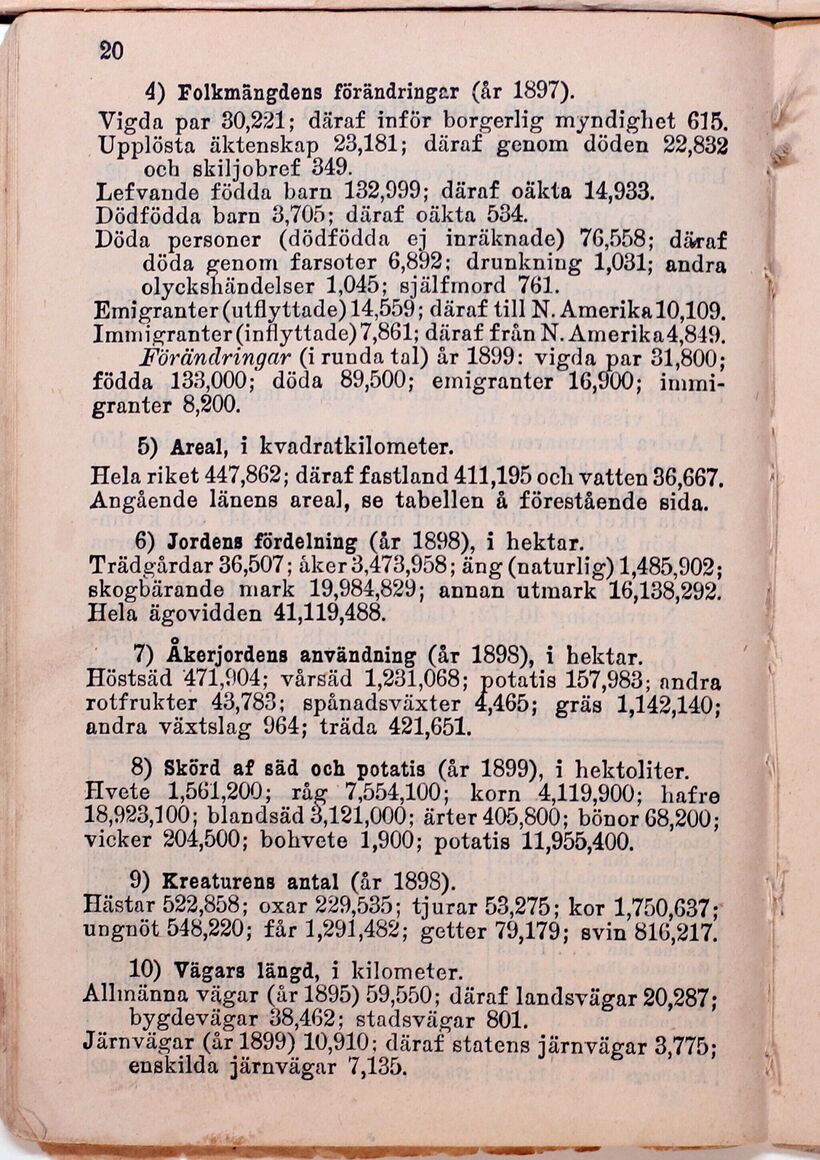 20
4) Folkmängdens förändringar (år 1897).
Vigda par 30,221; däraf inför borgerlig myndighet 615.
Upplösta äktenskap 23,181; däraf genom döden 22,832
och skiljobref 349.
Lefvande födda barn 132,999; däraf oäkta 14,933.
Dödfödda barn 3,705; däraf oäkta 534.
Döda personer (dödfödda ej inräknade) 76,558; däraf
döda genom farsoter 6,892; drunkning 1,031; andra
olyckshändelser 1,045; själfmord 761.
Emigranter (utflyttade) 14,559; däraf till N. Amerika 10,109.
Immigranter (inflyttade) 7,861; däraf från N. Amerika 4,849.
Förändringar (i runda tal) år 1899: vigda par 31,800;
födda 133,000; döda 89,500; emigranter 16,900; immi-
granter 8,200.
5) Areal, i kvadratkilometer.
Hela riket 447,862; däraf fastland 411,195 och vatten 36,667.
Angående länens areal, se tabellen å förestående sida.
6) Jordens fördelning (år 1898), i hektar.
Trädgårdar 36,507; åker 3,473,958; äng (naturlig) 1,485,902;
skogbärande mark 19,984,829; annan utmark 16,138,292.
Hela ägovidden 41,119,488.
7) Åkerjordens användning (år 1898), i hektar.
Höstsäd 471,904; vårsäd 1,231,068; potatis 157,983; andra
rotfrukter 43,783; spånadsväxter 4,465; gräs 1,142,140;
andra växtslag 964; träda 421,651.
8) Skörd af säd och potatis (år 1899), i hektoliter.
Hvete 1,561,200; råg 7,554,100; korn 4,119,900; hafre
18,923,100; blandsäd 3,121,000; ärter 405,800; bönor 68,200;
vicker 204,500; bohvete 1,900; potatis 11,955,400.
9) Kreaturens antal (år 1898).
Hästar 522,858; oxar 229,535; tjurar 53,275; kor 1,750,637;
ungnöt 548,220; får 1,291,482; getter 79,179; svin 816,217.
10) Vägars längd, i kilometer.
Allmänna vägar (år 1895) 59,550; däraf landsvägar 20,287;
bygdevägar 38,462; stadsvägar 801.
Järnvägar (år 1899) 10,910; däraf statens järnvägar 3,775;
enskilda järnvägar 7,135.